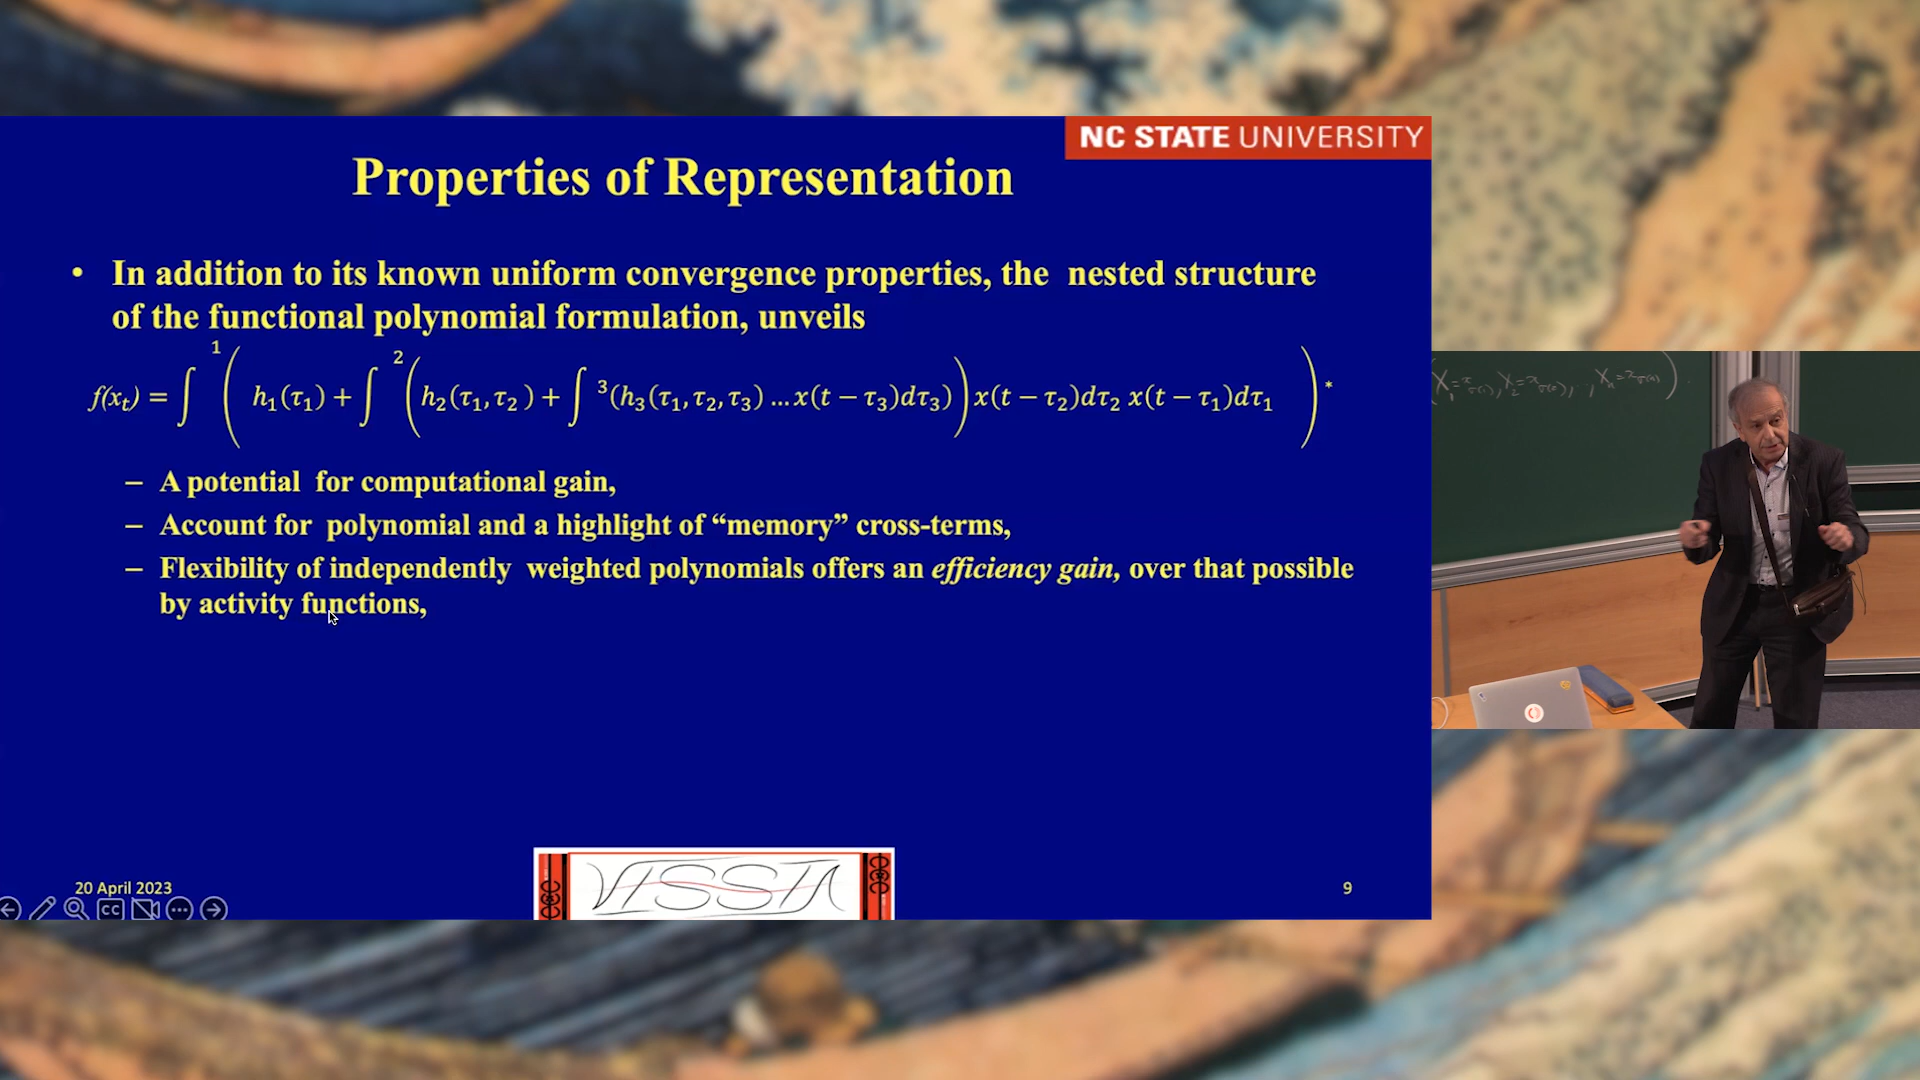 NC STATE UNIVERSITY
Properties of Representation
• In addition to its known uniform convergence properties, the nested structure
of the functional polynomial formulation, unveils
f(x_t) = ∫^1 ( h_1(τ_1) + ∫^2 ( h_2(τ_1, τ_2) + ∫^3 (h_3(τ_1, τ_2, τ_3) … x(t − τ_3)dτ_3) ) x(t − τ_2)dτ_2 x(t − τ_1)dτ_1 )*
– A potential for computational gain,
– Account for polynomial and a highlight of “memory” cross-terms,
– Flexibility of independently weighted polynomials offers an efficiency gain, over that possible
by activity functions,
VISSTA
20 April 2023
9
CC